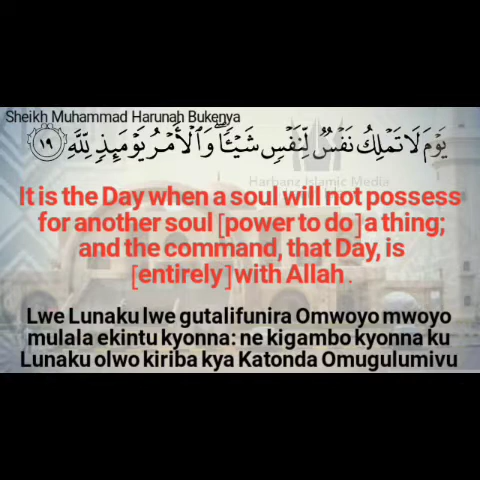 Sheikh Muhammad Harunah Bukenya
يَوْمَ لَا تَمْلِكُ نَفْسٌ لِّنَفْسٍ شَيْـًٔا ۖ وَٱلْأَمْرُ يَوْمَئِذٍ لِّلَّهِ ١٩
Harbanz Islamic Media
It is the Day when a soul will not possess
for another soul [power to do] a thing;
and the command, that Day, is
[entirely] with Allah .
Lwe Lunaku lwe gutalifunira Omwoyo mwoyo
mulala ekintu kyonna: ne kigambo kyonna ku
Lunaku olwo kiriba kya Katonda Omugulumivu